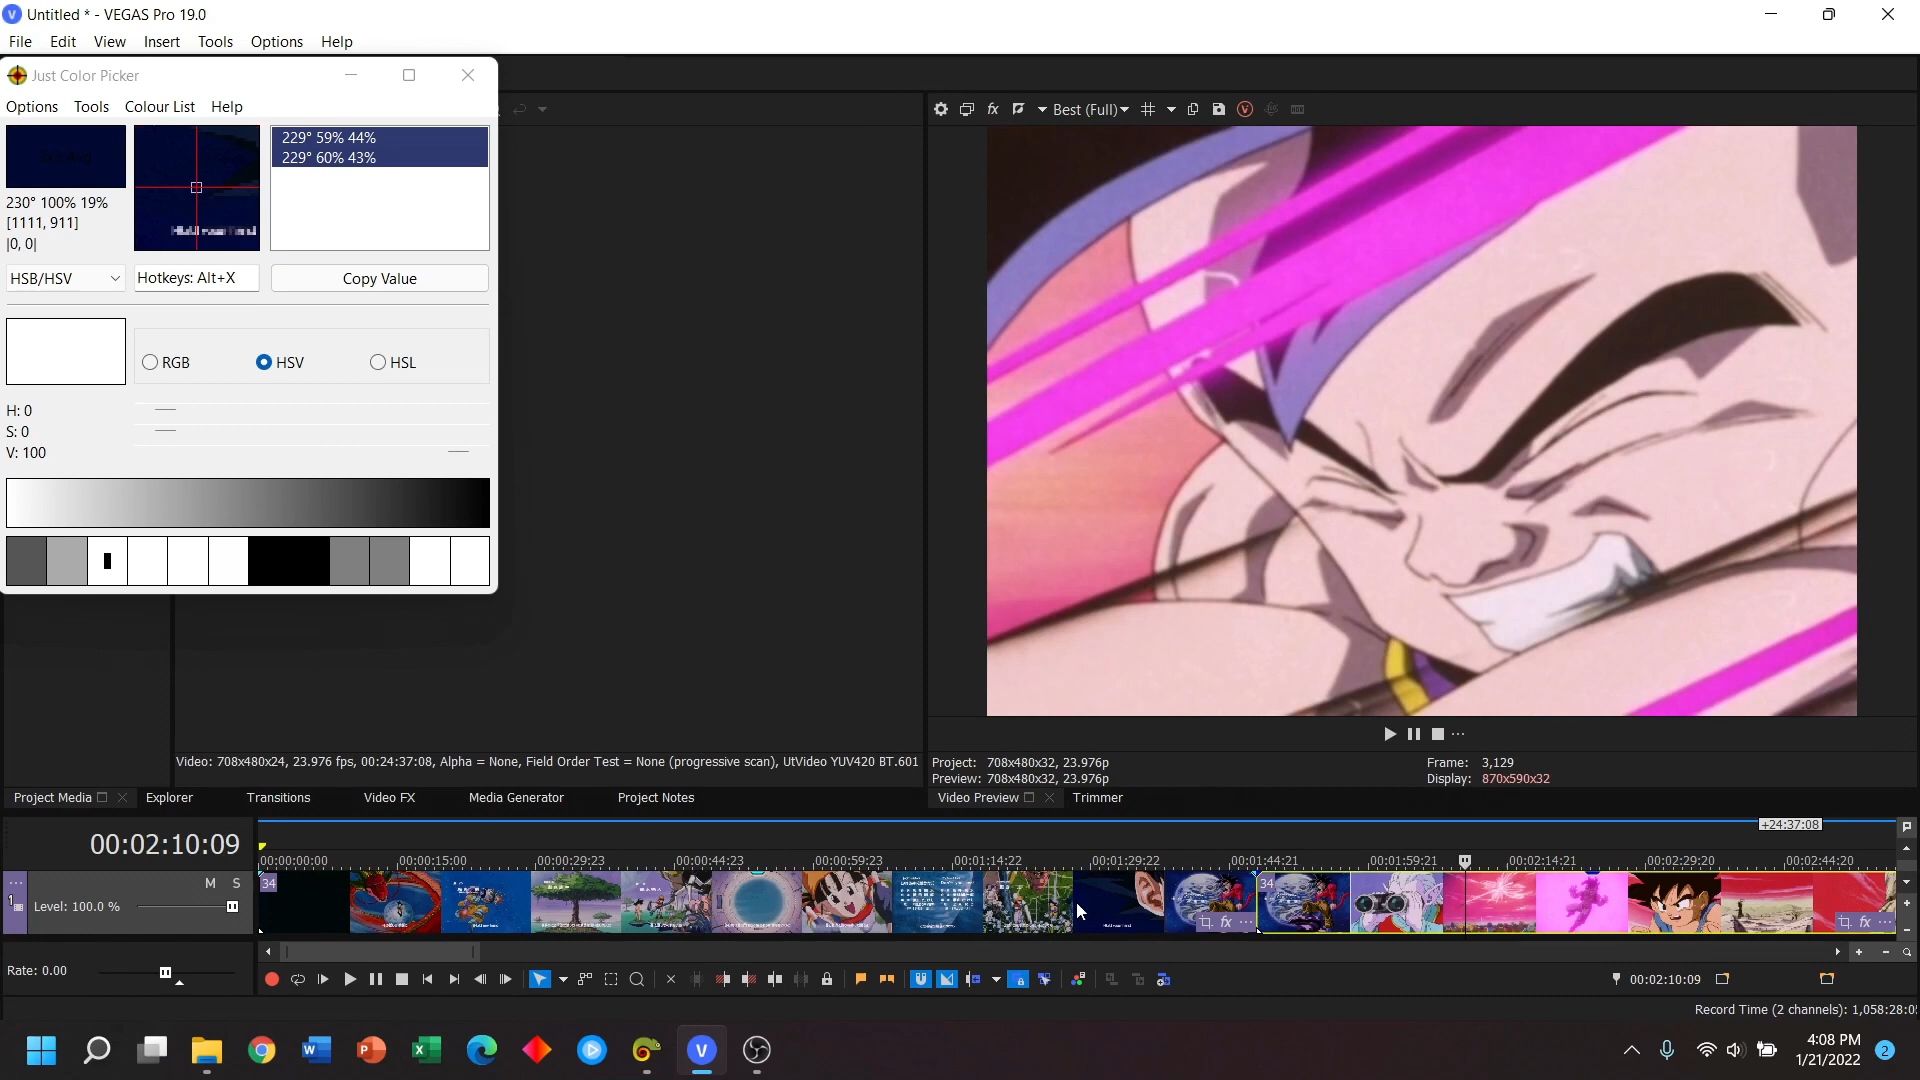 Untitled * - VEGAS Pro 19.0
File Edit View Insert Tools Options Help
Just Color Picker
Options Tools Colour List Help
229° 59% 44%
229° 60% 43%
230° 100% 19%
[1111, 911]
|0, 0|
HSB/HSV
Hotkeys: Alt+X
Copy Value
RGB HSV HSL
H: 0
S: 0
V: 100
fx Best (Full)
Video: 708x480x24, 23.976 fps, 00:24:37:08, Alpha = None, Field Order Test = None (progressive scan), UtVideo YUV420 BT.601
Project: 708x480x32, 23.976p
Preview: 708x480x32, 23.976p
Frame: 3,129
Display: 870x590x32
Project Media Explorer Transitions Video FX Media Generator Project Notes
Video Preview Trimmer
00:02:10:09
+24:37:08
00:00:00:00 00:00:15:00 00:00:29:23 00:00:44:23 00:00:59:23 00:01:14:22 00:01:29:22 00:01:44:21 00:01:59:21 00:02:14:21 00:02:29:20 00:02:44:20
M S
1
Level: 100.0 %
34
34
fx
fx
Rate: 0.00
00:02:10:09
Record Time (2 channels): 1,058:28:0
4:08 PM
1/21/2022
2